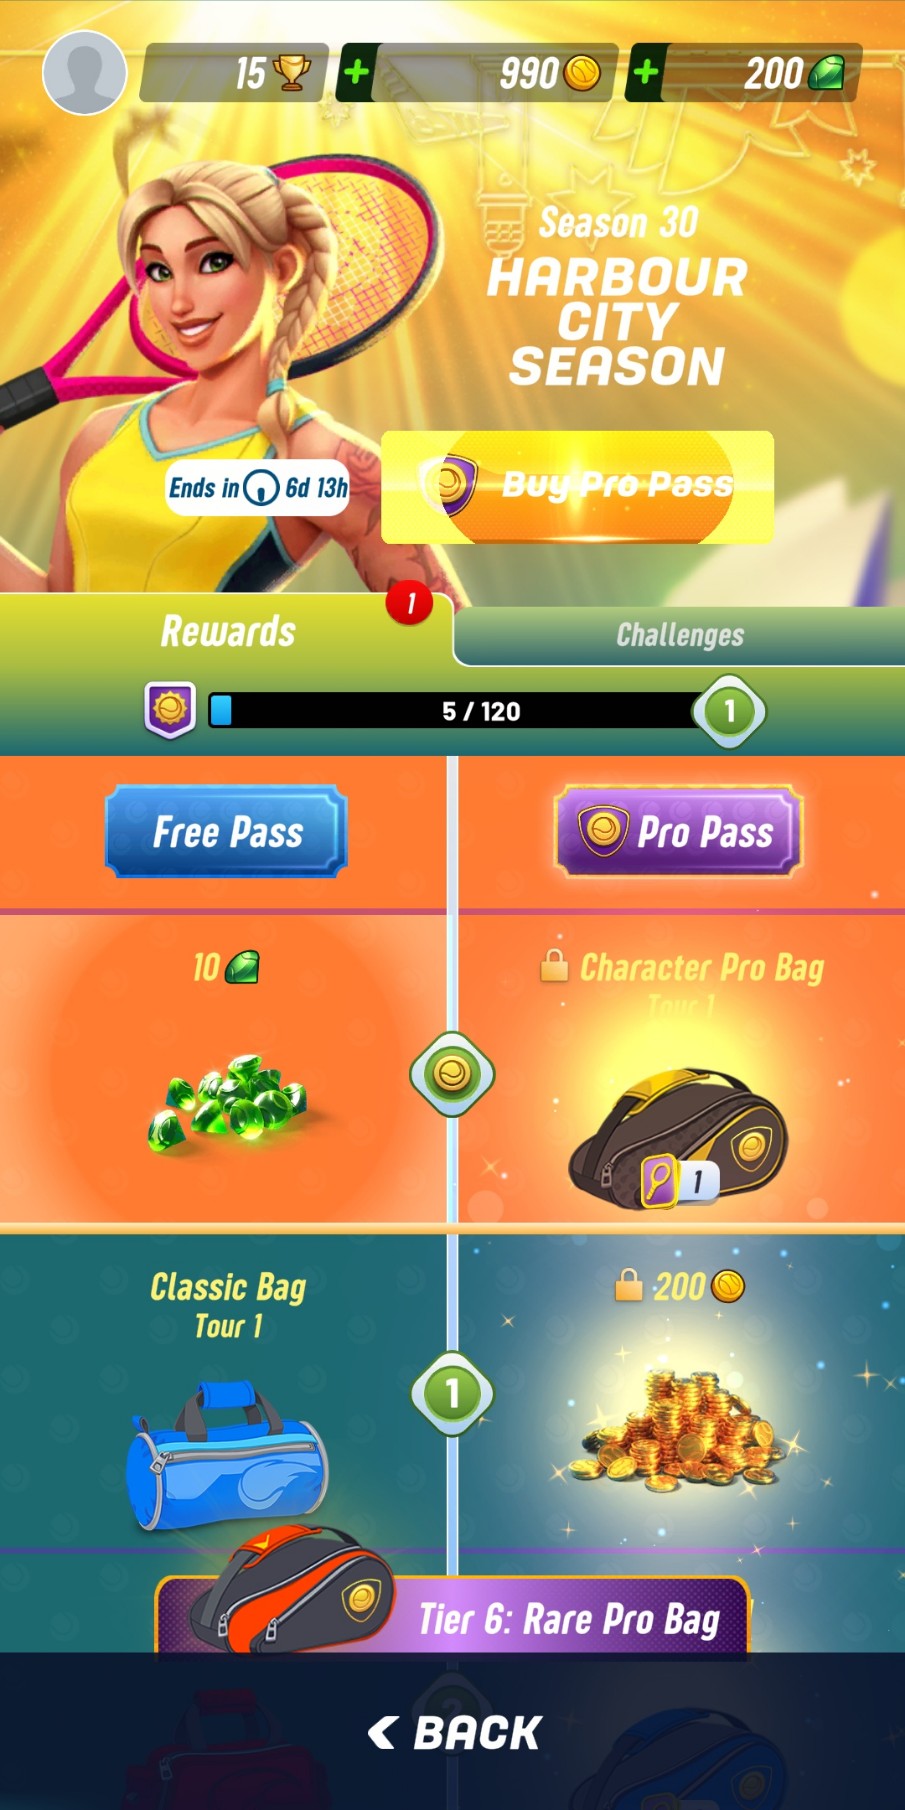 15
990
200
Season 30
HARBOUR
CITY
SEASON
Ends in 6d 13h
Buy Pro Pass
Rewards
1
Challenges
5 / 120
1
Free Pass
Pro Pass
10
Character Pro Bag
Tour 1
1
Classic Bag
Tour 1
200
1
Tier 6: Rare Pro Bag
2
BACK